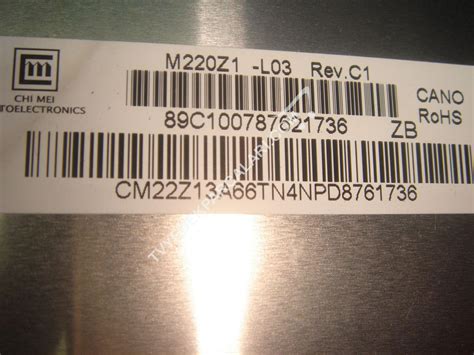 M220Z1 -L03 Rev.C1
CHI MEI
TOELECTRONICS
CANO
RoHS
89C100787621736 ZB
CM22Z13A66TN4NPD8761736